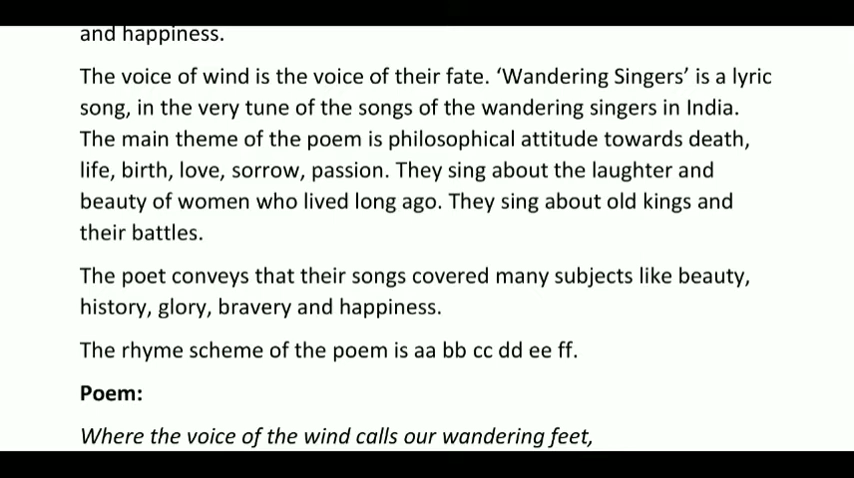 and happiness.
The voice of wind is the voice of their fate. ‘Wandering Singers’ is a lyric
song, in the very tune of the songs of the wandering singers in India.
The main theme of the poem is philosophical attitude towards death,
life, birth, love, sorrow, passion. They sing about the laughter and
beauty of women who lived long ago. They sing about old kings and
their battles.
The poet conveys that their songs covered many subjects like beauty,
history, glory, bravery and happiness.
The rhyme scheme of the poem is aa bb cc dd ee ff.
Poem:
Where the voice of the wind calls our wandering feet,